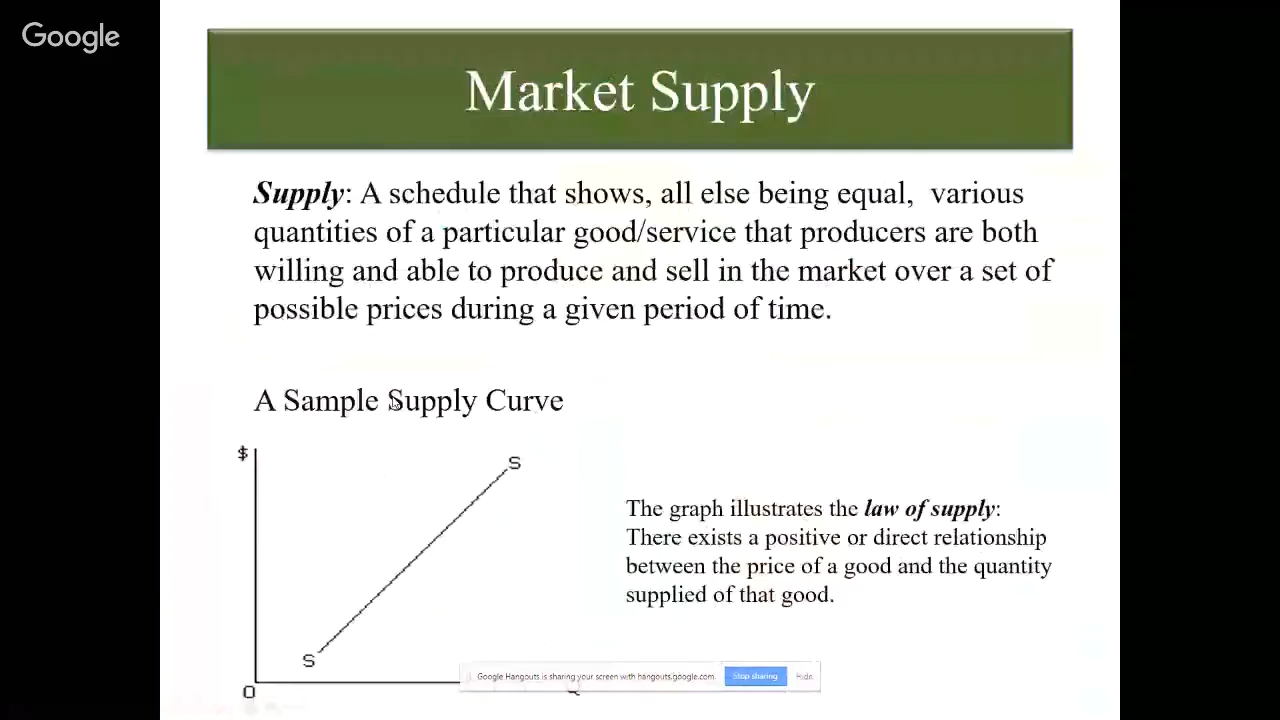 Google
Market Supply
Supply: A schedule that shows, all else being equal, various
quantities of a particular good/service that producers are both
willing and able to produce and sell in the market over a set of
possible prices during a given period of time.
A Sample Supply Curve
$
S
The graph illustrates the law of supply:
There exists a positive or direct relationship
between the price of a good and the quantity
supplied of that good.
S
Google Hangouts is sharing your screen with hangouts.google.com. Stop sharing Hide
0